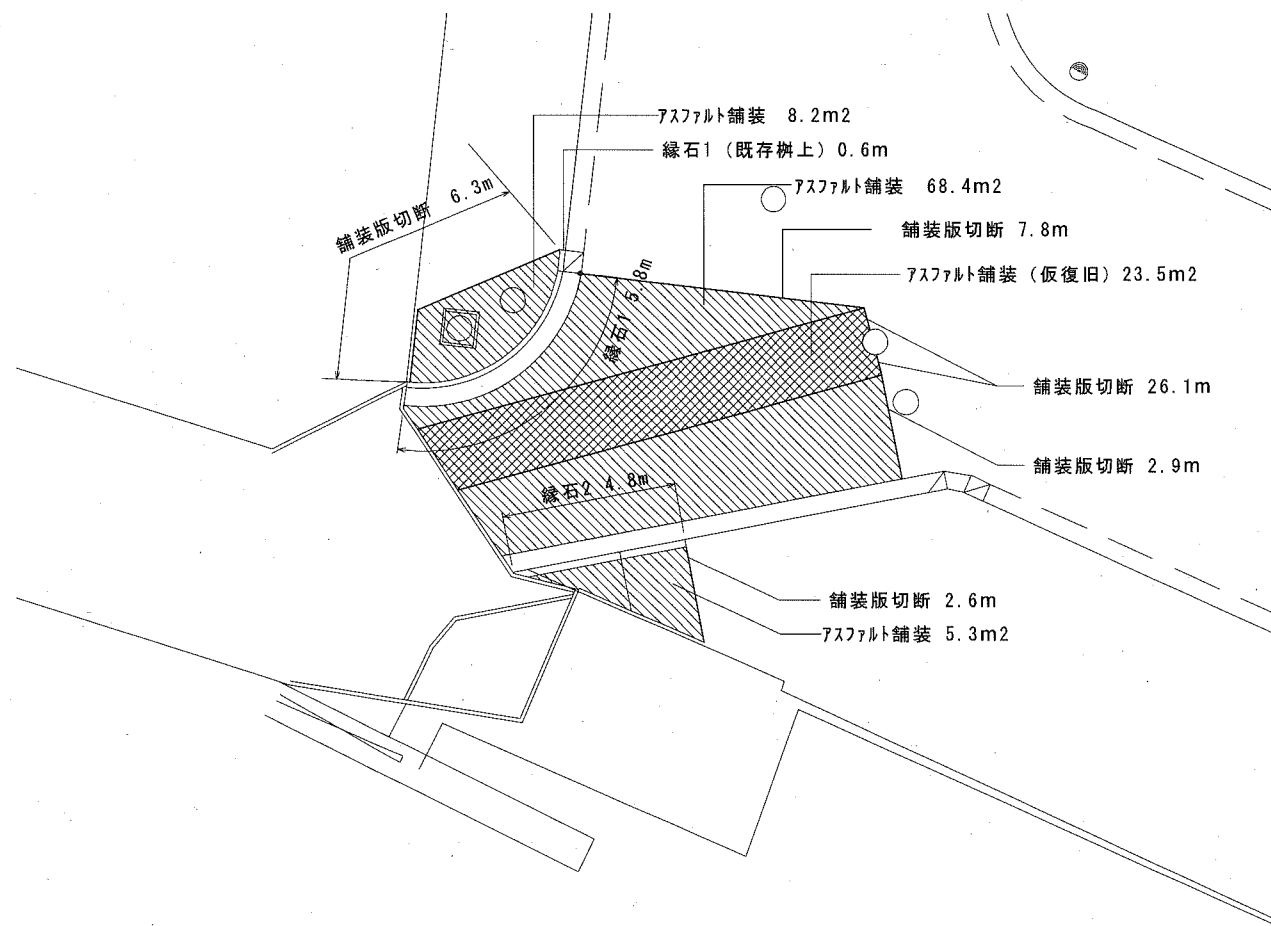 ｱｽﾌｧﾙﾄ舗装 8.2m2
縁石1 (既存桝上) 0.6m
ｱｽﾌｧﾙﾄ舗装 68.4m2
舗装版切断 6.3m
舗装版切断 7.8m
ｱｽﾌｧﾙﾄ舗装 (仮復旧) 23.5m2
縁石1 5.8m
舗装版切断 26.1m
舗装版切断 2.9m
縁石2 4.8m
舗装版切断 2.6m
ｱｽﾌｧﾙﾄ舗装 5.3m2